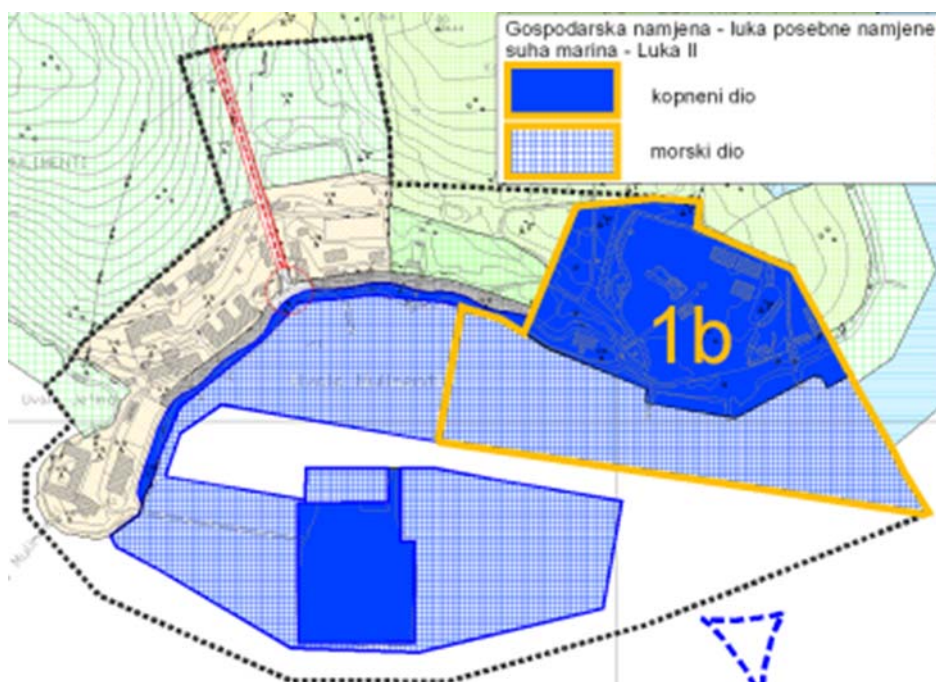 Gospodarska namjena - luka posebne namjene
suha marina - Luka II
kopneni dio
morski dio
1b